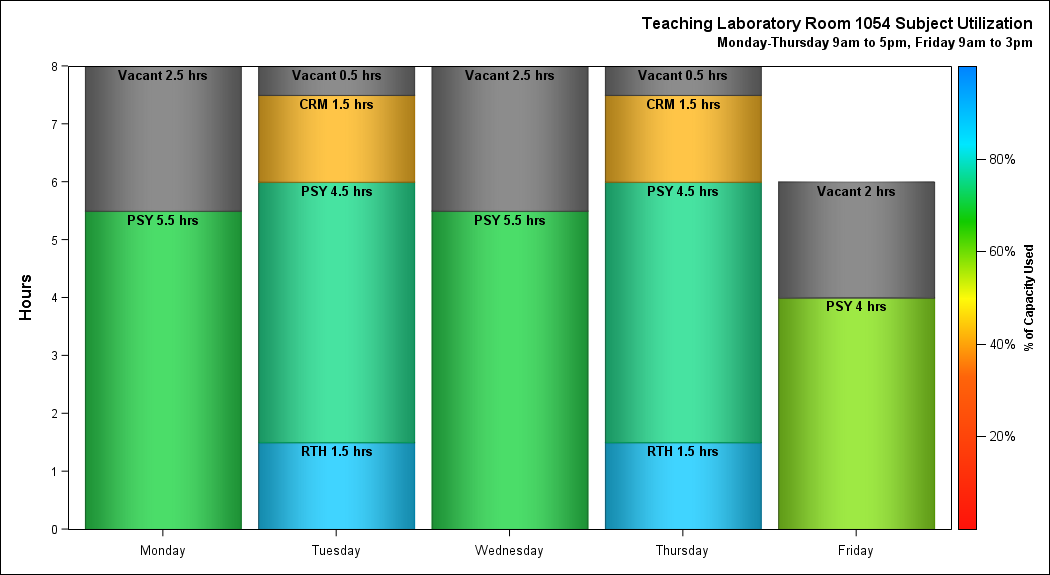 Teaching Laboratory Room 1054 Subject Utilization
Monday-Thursday 9am to 5pm, Friday 9am to 3pm
Hours
8
7
6
5
4
3
2
1
0
Vacant 2.5 hrs
PSY 5.5 hrs
Vacant 0.5 hrs
CRM 1.5 hrs
PSY 4.5 hrs
RTH 1.5 hrs
Vacant 2.5 hrs
PSY 5.5 hrs
Vacant 0.5 hrs
CRM 1.5 hrs
PSY 4.5 hrs
RTH 1.5 hrs
Vacant 2 hrs
PSY 4 hrs
Monday
Tuesday
Wednesday
Thursday
Friday
80%
60%
40%
20%
% of Capacity Used